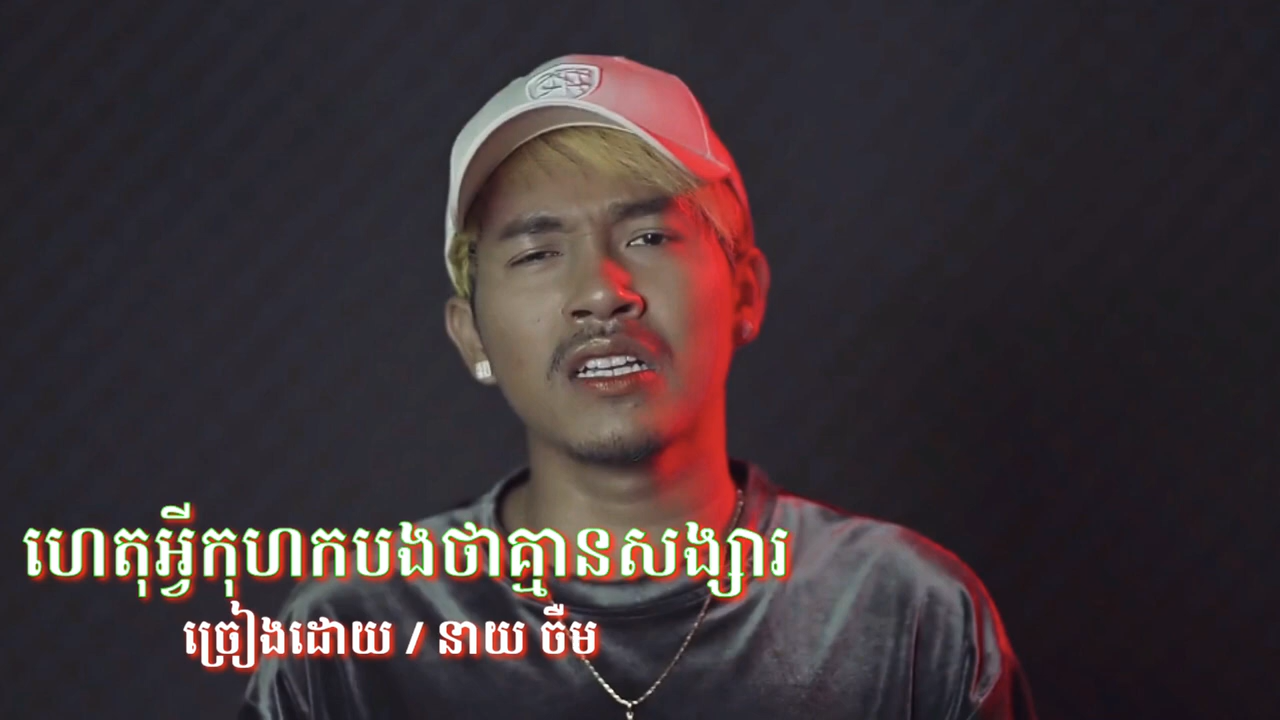 ហេតុអ្វីកុហកបងថាគ្មានសង្សារ
ច្រៀងដោយ / នាយ ចឺម